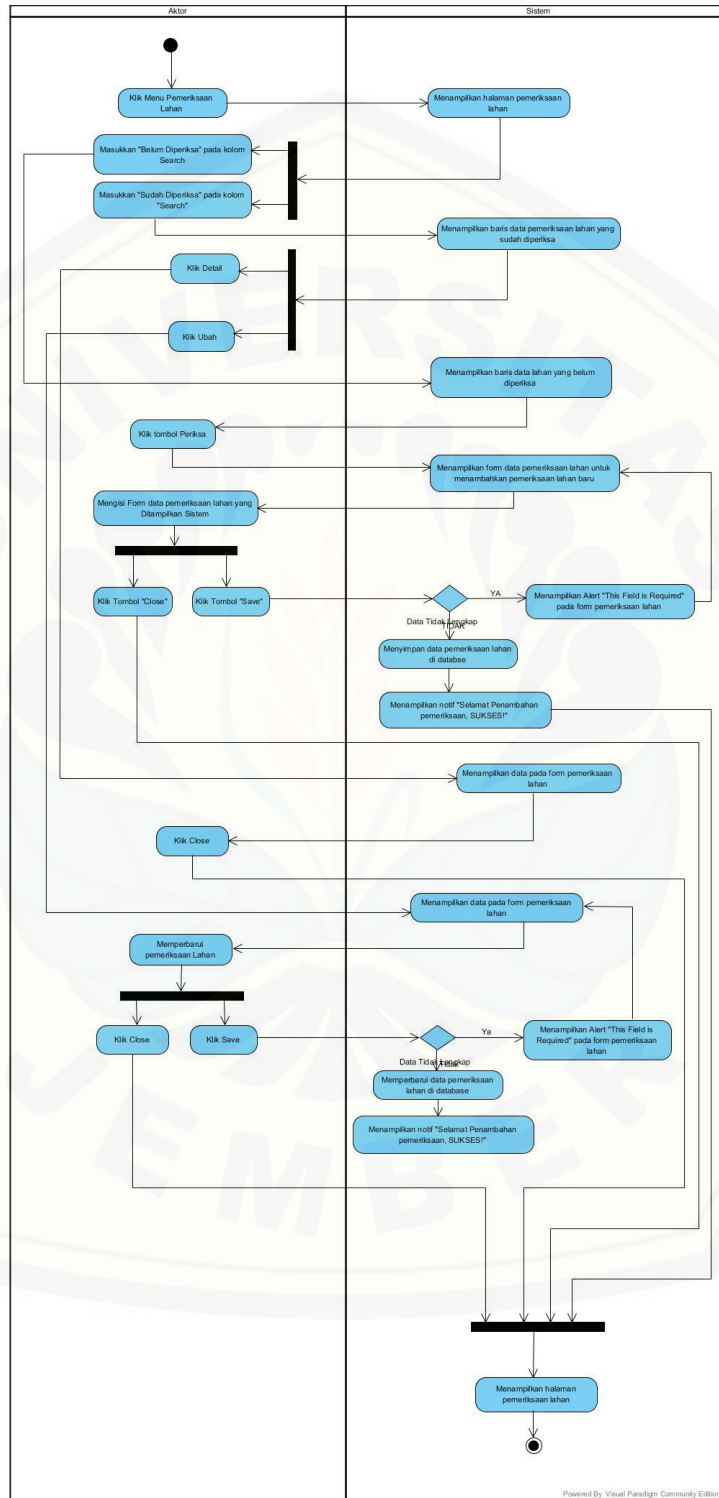 Aktor
Sistem
Klik Menu Pemeriksaan
Lahan
Menampilkan halaman pemeriksaan
lahan
Masukkan "Belum Diperiksa" pada kolom
Search
Masukkan "Sudah Diperiksa" pada kolom
"Search"
Menampilkan baris data pemeriksaan lahan yang
sudah diperiksa
Klik Detail
Klik Ubah
Menampilkan baris data lahan yang belum
diperiksa
Klik tombol Periksa
Menampilkan form data pemeriksaan lahan untuk
menambahkan pemeriksaan lahan baru
Mengisi Form data pemeriksaan lahan yang
Ditampilkan Sistem
Klik Tombol "Close"
Klik Tombol "Save"
YA
Menampilkan Alert "This Field is Required"
pada form pemeriksaan lahan
Data Tidak Lengkap
TIDAK
Menyimpan data pemeriksaan lahan
di databse
Menampilkan notif "Selamat Penambahan
pemeriksaan, SUKSES!"
Menampilkan data pada form pemeriksaan
lahan
Klik Close
Menampilkan data pada form pemeriksaan
lahan
Memperbarui
pemeriksaan Lahan
Klik Close
Klik Save
Ya
Menampilkan Alert "This Field is
Required" pada form pemeriksaan
lahan
Data Tidak Lengkap
Tidak
Memperbarui data pemeriksaan
lahan di database
Menampilkan notif "Selamat Penambahan
pemeriksaan, SUKSES!"
Menampilkan halaman
pemeriksaan lahan
UNIVERSITAS
JEMBER
Powered By Visual Paradigm Community Edition